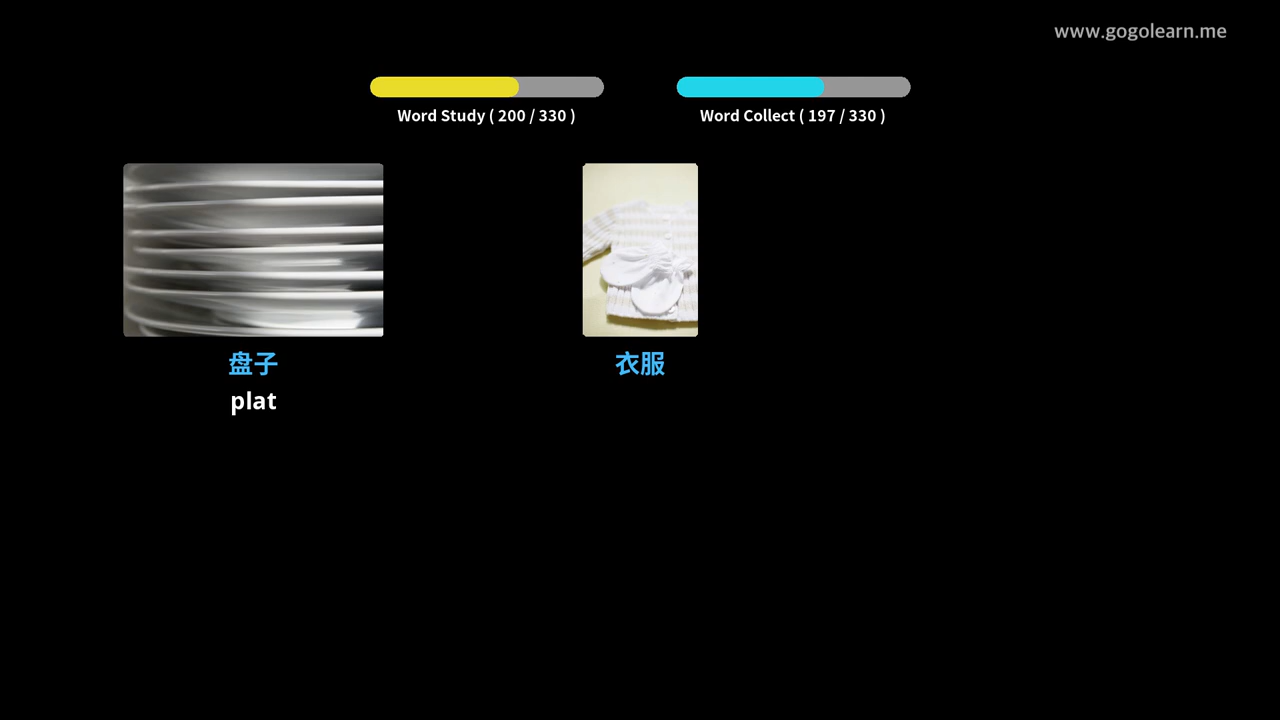 www.gogolearn.me
Word Study ( 200 / 330 )
Word Collect ( 197 / 330 )
盘子
plat
衣服